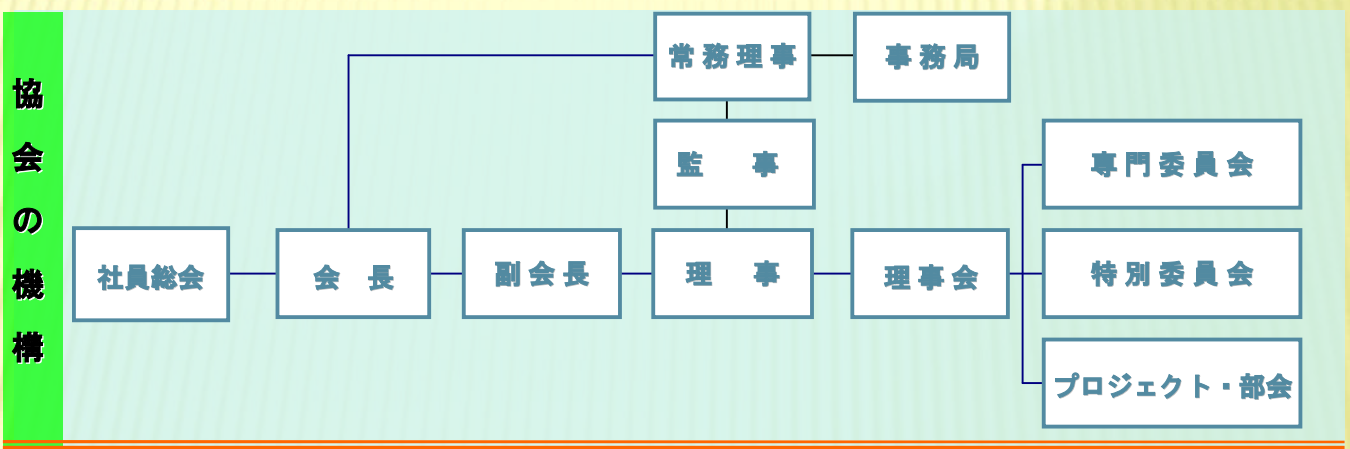 協会の機構
常務理事
事務局
監　事
専門委員会
社員総会
会　長
副会長
理　事
理事会
特別委員会
プロジェクト・部会